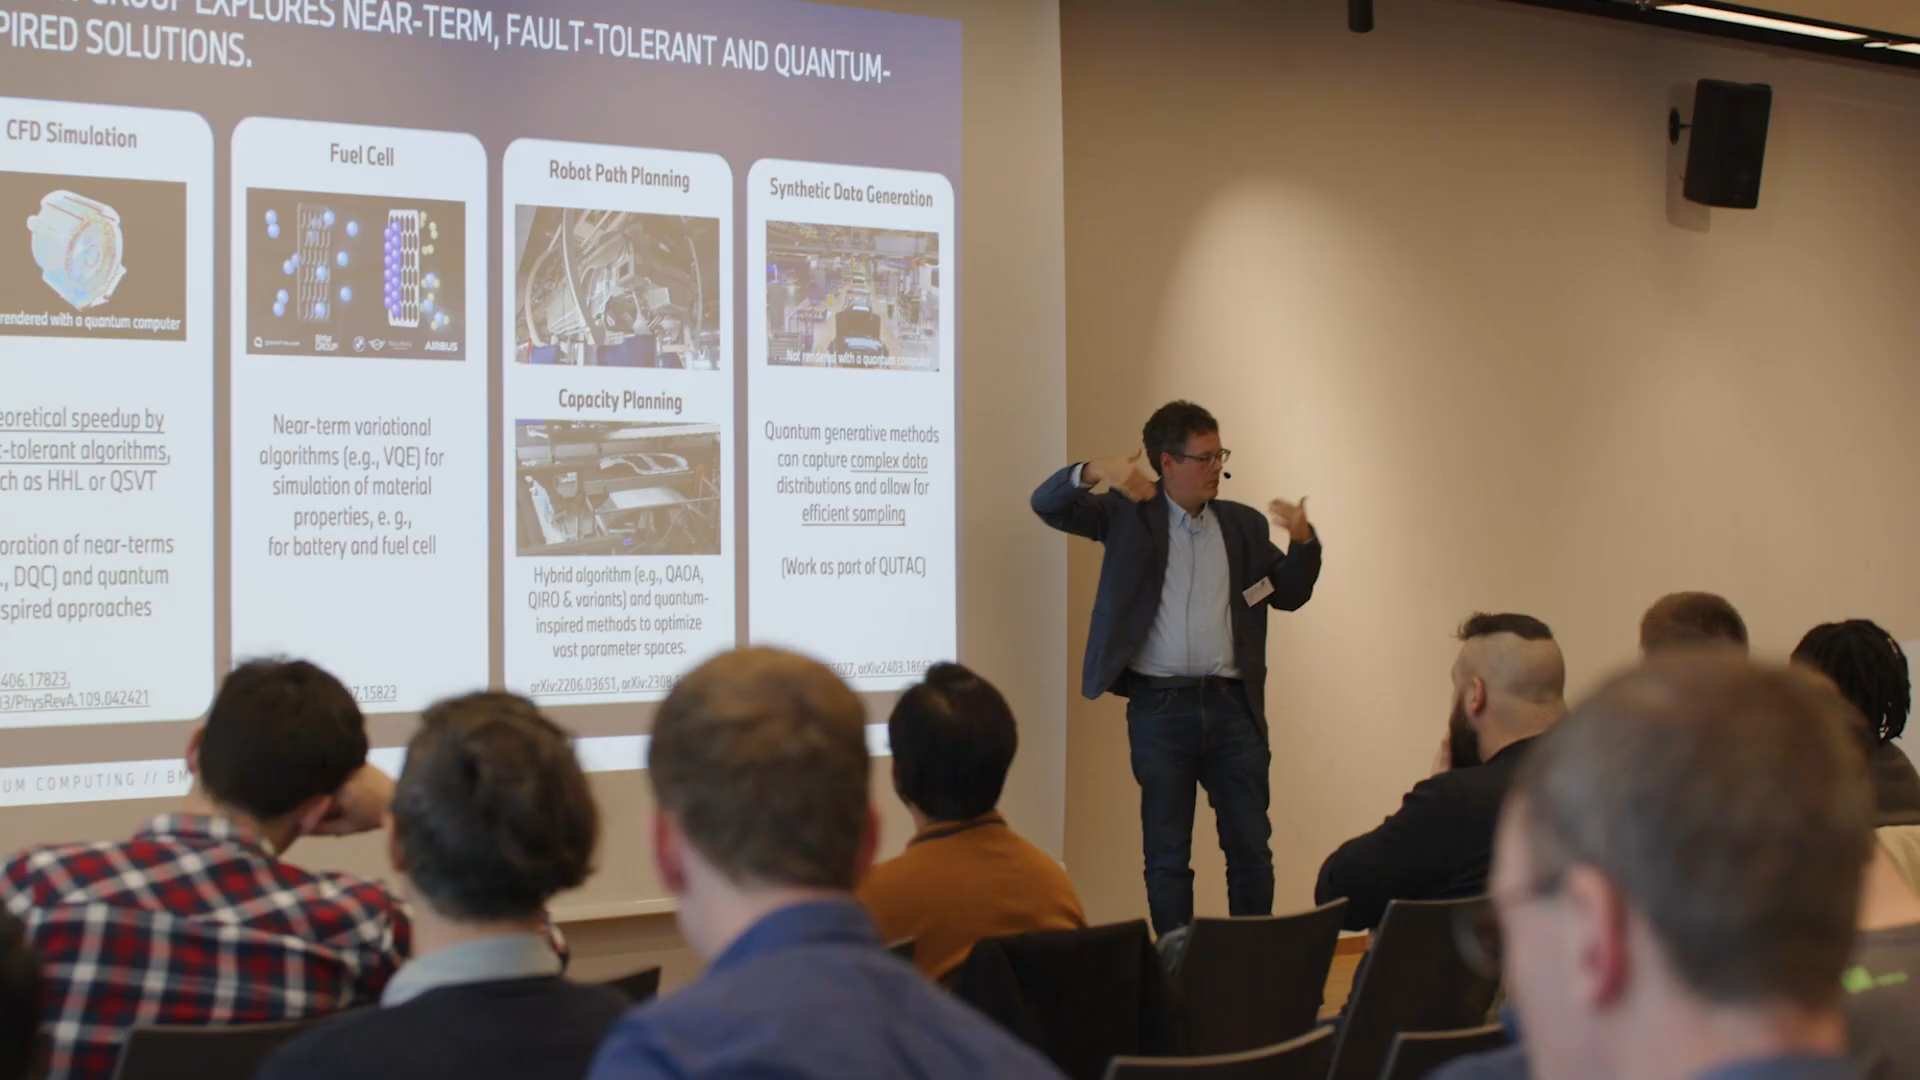 GROUP EXPLORES NEAR-TERM, FAULT-TOLERANT AND QUANTUM-
PIRED SOLUTIONS.
CFD Simulation
rendered with a quantum computer
eoretical speedup by
t-tolerant algorithms,
ch as HHL or QSVT
oration of near-terms
., DQC) and quantum
spired approaches
406.17823,
03/PhysRevA.109.042421
Fuel Cell
BMW
GROUP
AIRBUS
Near-term variational
algorithms (e.g., VQE) for
simulation of material
properties, e. g.,
for battery and fuel cell
7.15823
Robot Path Planning
Capacity Planning
Hybrid algorithm (e.g., QAOA,
QIRO & variants) and quantum-
inspired methods to optimize
vast parameter spaces.
arXiv:2206.03651, arXiv:2308.
Synthetic Data Generation
Not rendered with a quantum computer
Quantum generative methods
can capture complex data
distributions and allow for
efficient sampling
(Work as part of QUTAC)
6027, arXiv:2403.1866
UM COMPUTING // BM